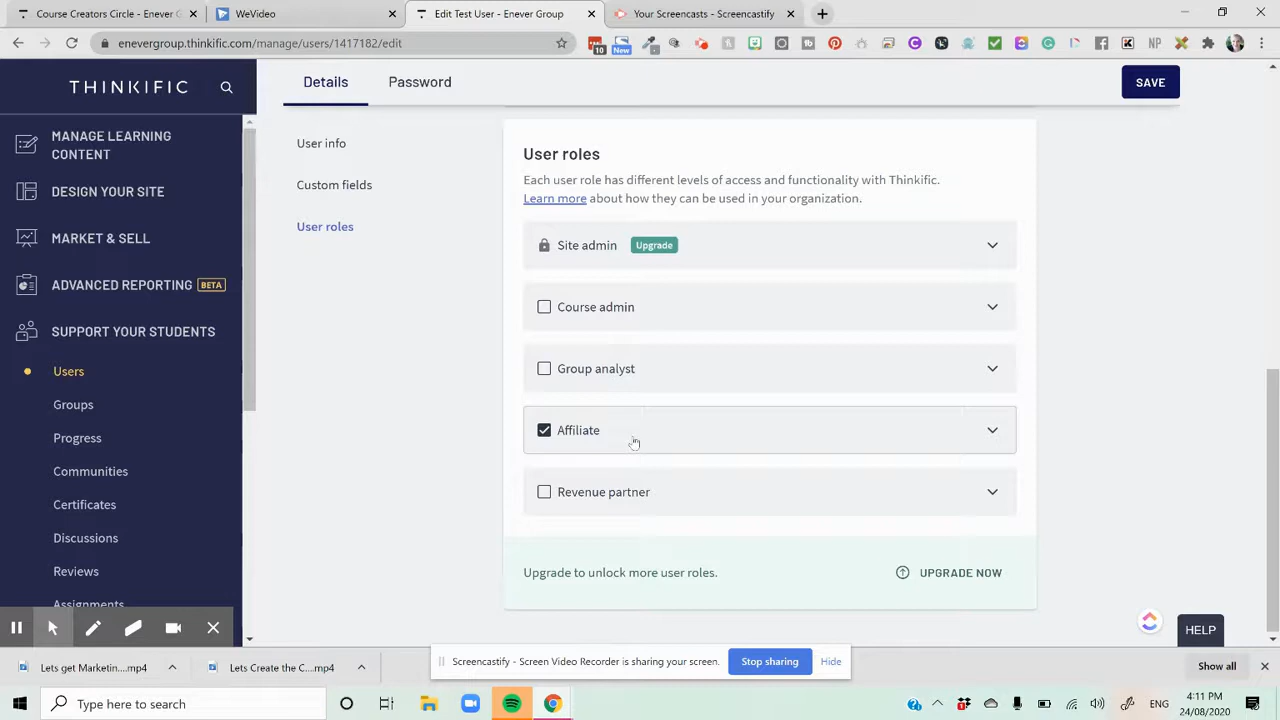 Course Creators Circle - Enever G
WeVideo
Edit Test User - Enever Group
Your Screencasts - Screencastify
enevergroup.thinkific.com/manage/users/1417182/edit
10
New
NP
THINKIFIC
Details
Password
SAVE
MANAGE LEARNING
CONTENT
DESIGN YOUR SITE
MARKET & SELL
ADVANCED REPORTING BETA
SUPPORT YOUR STUDENTS
Users
Groups
Progress
Communities
Certificates
Discussions
Reviews
Assignments
User info
Custom fields
User roles
User roles
Each user role has different levels of access and functionality with Thinkific.
Learn more about how they can be used in your organization.
Site admin Upgrade
Course admin
Group analyst
Affiliate
Revenue partner
Upgrade to unlock more user roles.
UPGRADE NOW
HELP
Lets get Marketin....mp4
Lets Create the C....mp4
Screencastify - Screen Video Recorder is sharing your screen.
Stop sharing
Hide
Show all
Type here to search
ENG
4:11 PM
24/08/2020